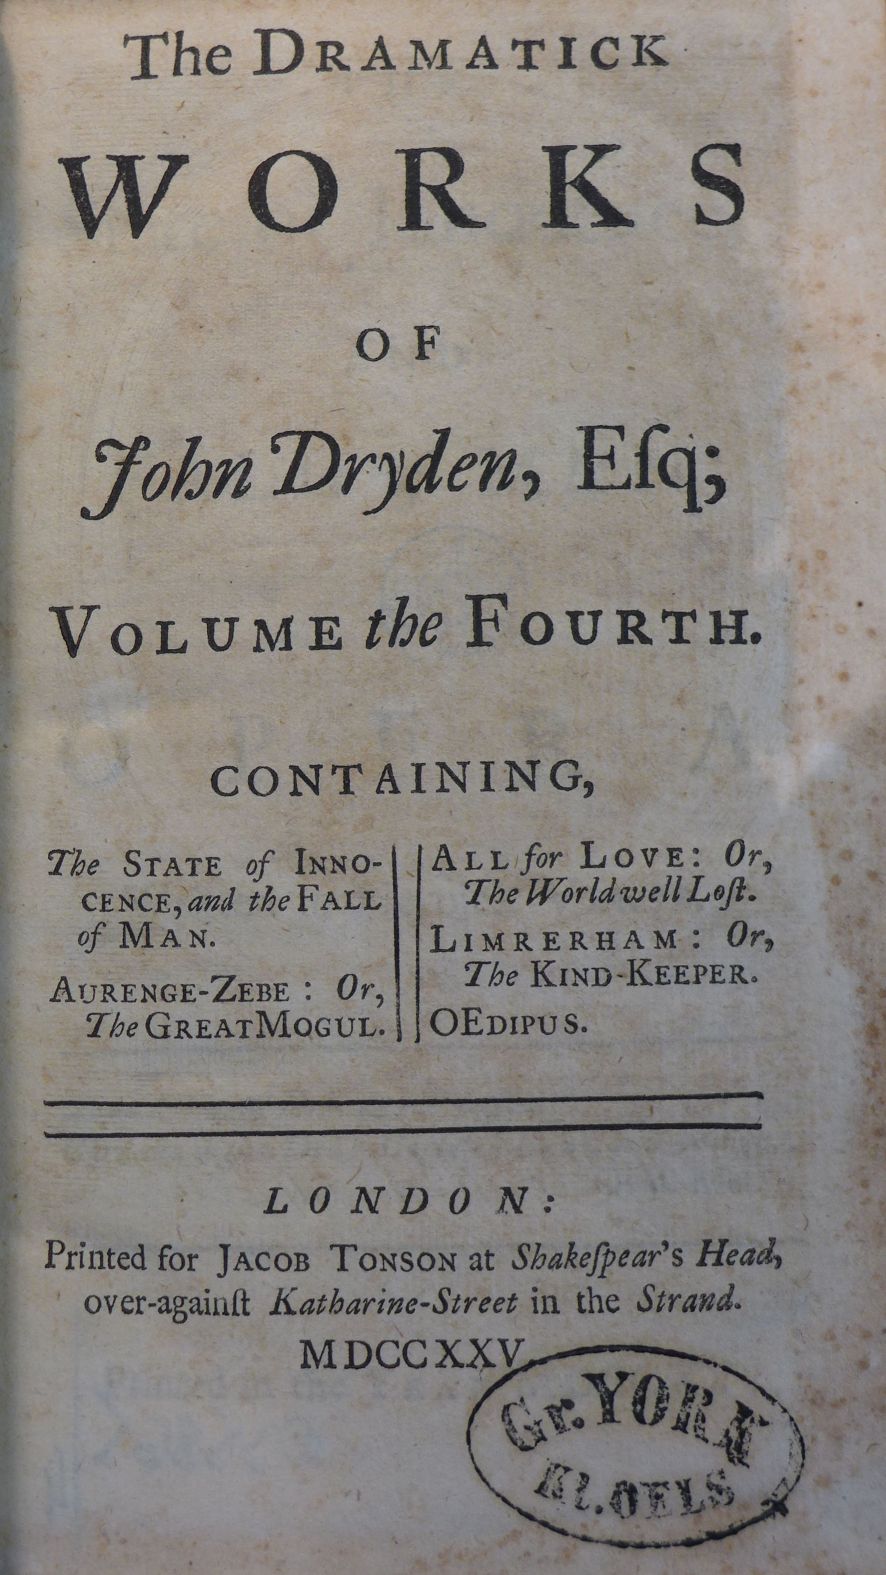 The DRAMATICK
WORKS
OF
John Dryden, Eſq;
VOLUME the FOURTH.
CONTAINING,
The STATE of INNO-
CENCE, and the FALL
of MAN.
AURENGE-ZEBE : Or,
The GREAT MOGUL.
ALL for LOVE: Or,
The World well Loſt.
LIMRERHAM : Or,
The KIND-KEEPER.
OEDIPUS.
LONDON:
Printed for JACOB TONSON at Shakeſpear's Head,
over-againſt Katharine-Street in the Strand.
MDCCXXV.
Gr. YORK
Kl. OELS